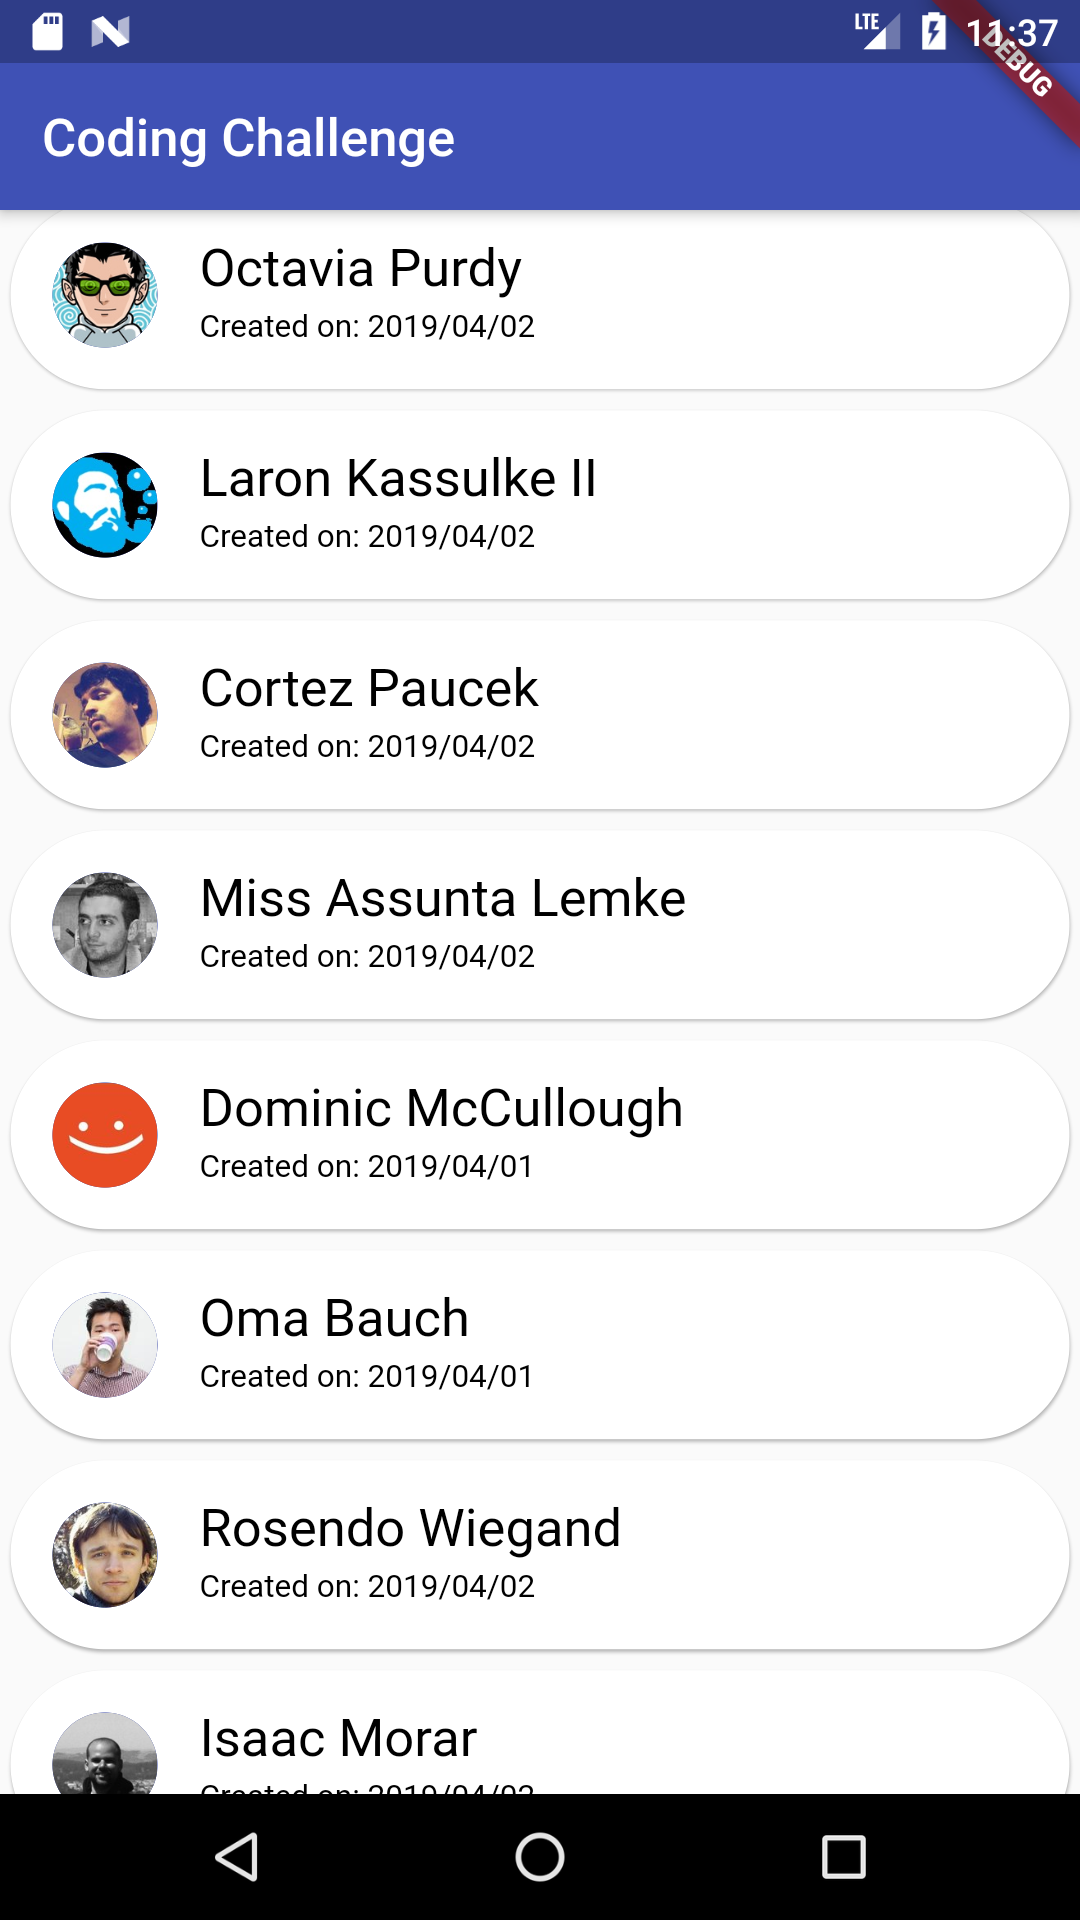 LTE 11:37
DEBUG
Coding Challenge
Octavia Purdy
Created on: 2019/04/02
Laron Kassulke II
Created on: 2019/04/02
Cortez Paucek
Created on: 2019/04/02
Miss Assunta Lemke
Created on: 2019/04/02
Dominic McCullough
Created on: 2019/04/01
Oma Bauch
Created on: 2019/04/01
Rosendo Wiegand
Created on: 2019/04/02
Isaac Morar
Created on: